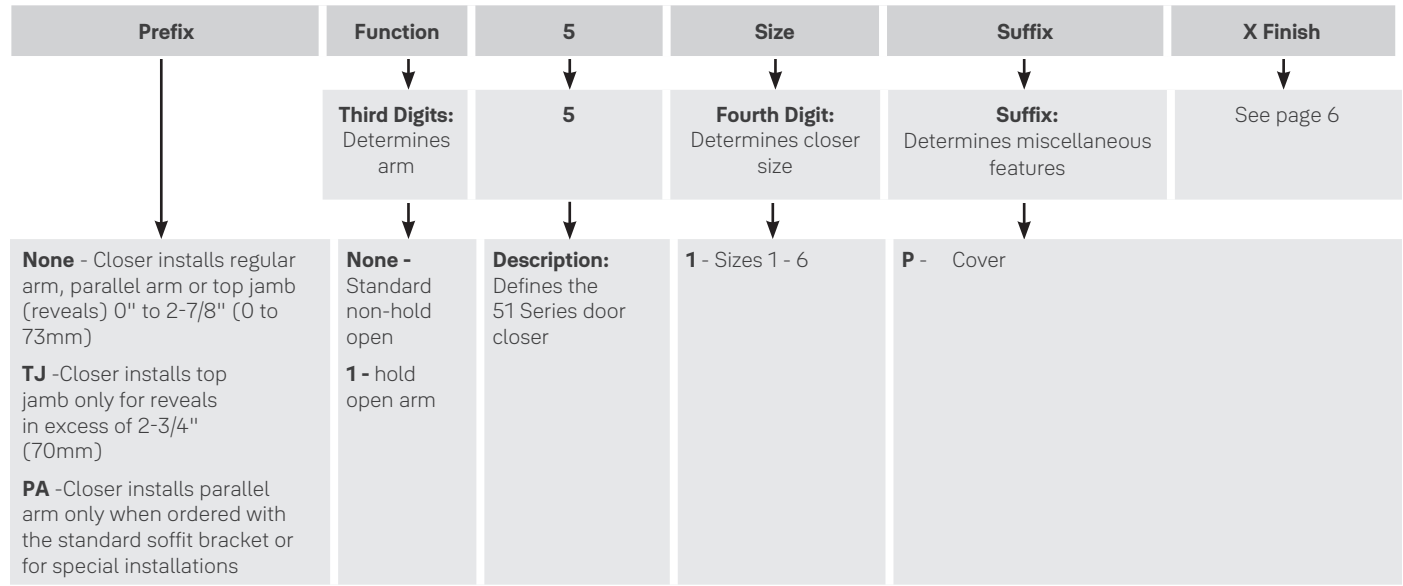 Prefix
Function
5
Size
Suffix
X Finish
Third Digits:
Determines
arm
5
Fourth Digit:
Determines closer
size
Suffix:
Determines miscellaneous
features
See page 6
None - Closer installs regular
arm, parallel arm or top jamb
(reveals) 0" to 2-7/8" (0 to
73mm)
TJ -Closer installs top
jamb only for reveals
in excess of 2-3/4"
(70mm)
PA -Closer installs parallel
arm only when ordered with
the standard soffit bracket or
for special installations
None -
Standard
non-hold
open
1 - hold
open arm
Description:
Defines the
51 Series door
closer
1 - Sizes 1 - 6
P - Cover